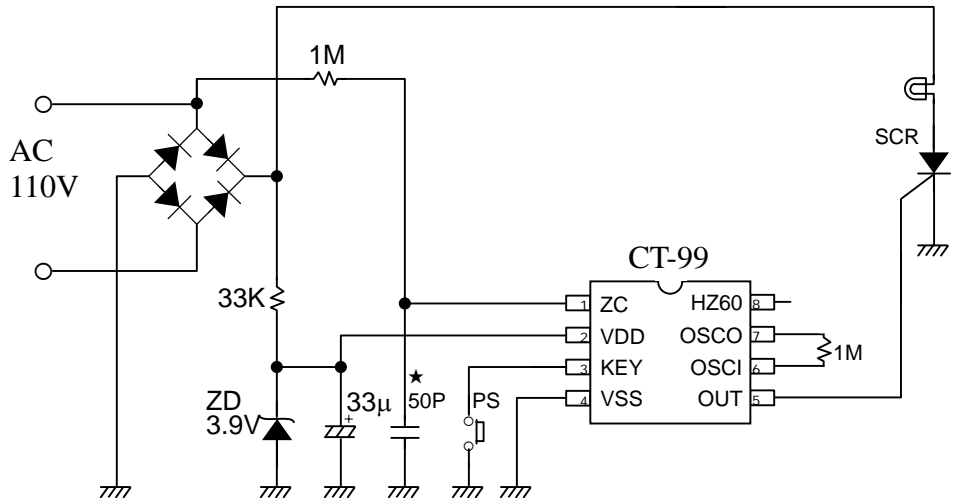 1M
AC
110V
SCR
CT-99
33K
1 ZC
2 VDD
3 KEY
4 VSS
HZ60 8
OSCO 7
OSCI 6
OUT 5
1M
ZD
3.9V
33μ
+
★
50P
PS